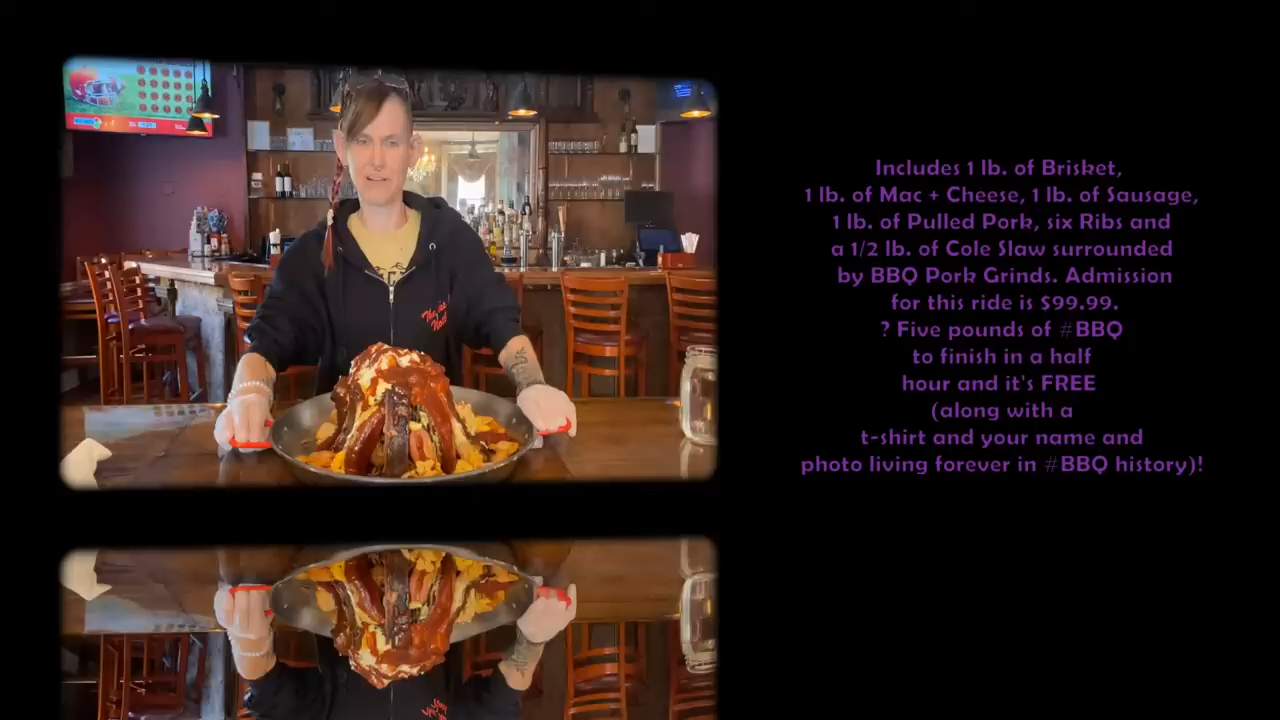 Includes 1 lb. of Brisket,
1 lb. of Mac + Cheese, 1 lb. of Sausage,
1 lb. of Pulled Pork, six Ribs and
a 1/2 lb. of Cole Slaw surrounded
by BBQ Pork Grinds. Admission
for this ride is $99.99.
? Five pounds of #BBQ
to finish in a half
hour and it's FREE
(along with a
t-shirt and your name and
photo living forever in #BBQ history)!